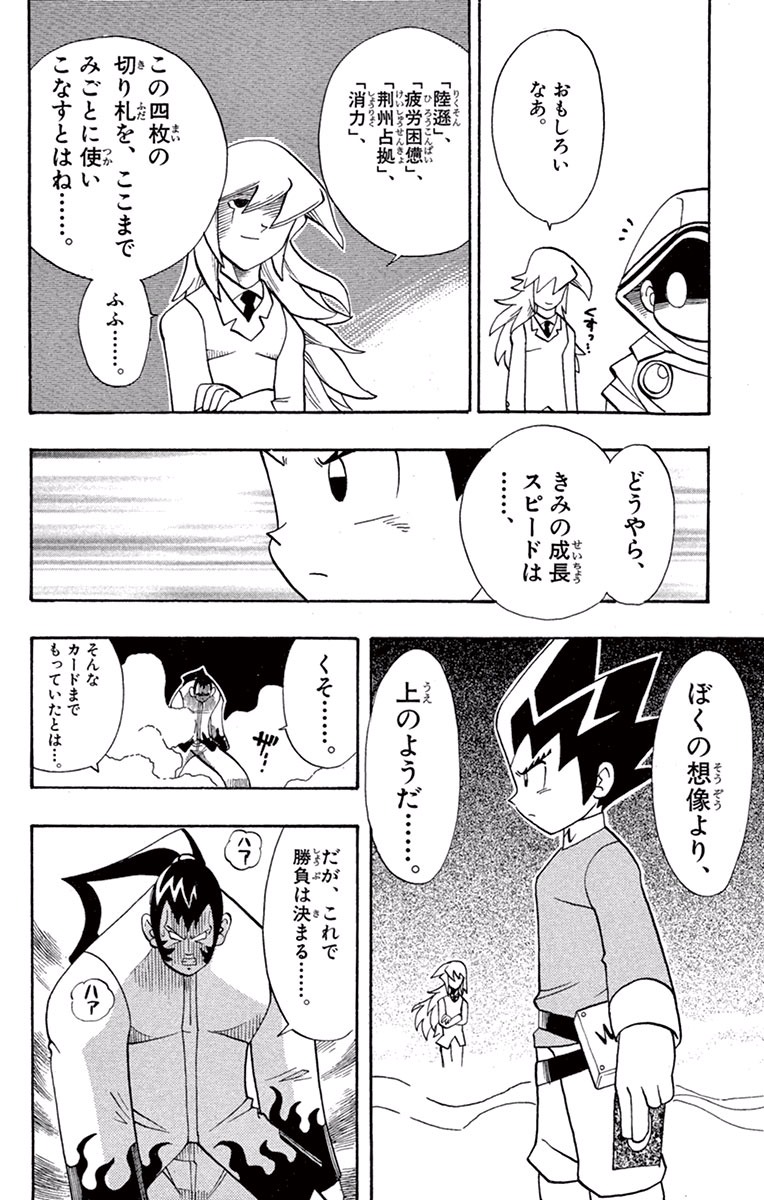 おもしろい
なあ。
くすっ…
「陸遜」、
「疲労困憊」、
「荆州占拠」、
「消力」、
この四枚の
切り札を、ここまで
みごとに使い
こなすとはね……。
ふふ……。
どうやら、
きみの成長
スピードは
……、
ぼくの想像より、
上のようだ……。
くそ……。
そんな
カードまで
もっていたとは…。
だが、これで
勝負は決まる……。
ハァ
ハァ